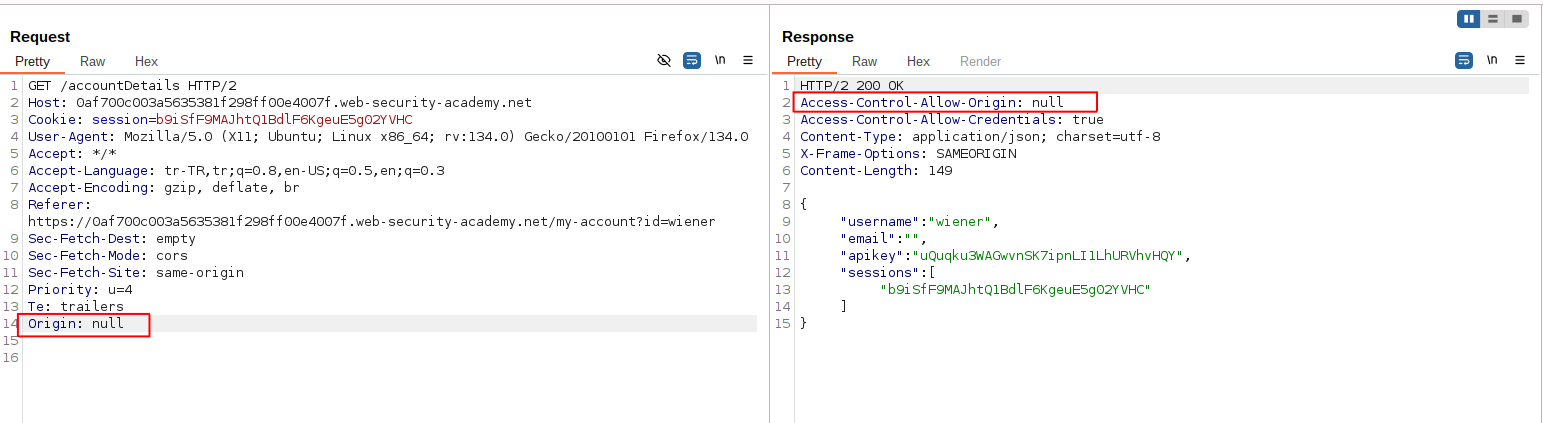 Request
Pretty Raw Hex \n
1 GET /accountDetails HTTP/2
2 Host: 0af700c003a5635381f298ff00e4007f.web-security-academy.net
3 Cookie: session=b9iSfF9MAJhtQ1BdlF6KgeuE5g02YVHC
4 User-Agent: Mozilla/5.0 (X11; Ubuntu; Linux x86_64; rv:134.0) Gecko/20100101 Firefox/134.0
5 Accept: */*
6 Accept-Language: tr-TR,tr;q=0.8,en-US;q=0.5,en;q=0.3
7 Accept-Encoding: gzip, deflate, br
8 Referer:
https://0af700c003a5635381f298ff00e4007f.web-security-academy.net/my-account?id=wiener
9 Sec-Fetch-Dest: empty
10 Sec-Fetch-Mode: cors
11 Sec-Fetch-Site: same-origin
12 Priority: u=4
13 Te: trailers
14 Origin: null
15
16
Response
Pretty Raw Hex Render \n
1 HTTP/2 200 OK
2 Access-Control-Allow-Origin: null
3 Access-Control-Allow-Credentials: true
4 Content-Type: application/json; charset=utf-8
5 X-Frame-Options: SAMEORIGIN
6 Content-Length: 149
7
8 {
9 "username":"wiener",
10 "email":"",
11 "apikey":"uQuqku3WAGwvnSK7ipnLI1LhURVhvHQY",
12 "sessions":[
13 "b9iSfF9MAJhtQ1BdlF6KgeuE5g02YVHC"
14 ]
15 }